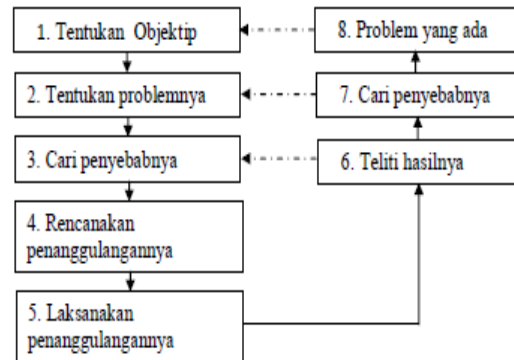 1. Tentukan Objektip
2. Tentukan problemnya
3. Cari penyebabnya
4. Rencanakan
penanggulangannya
5. Laksanakan
penanggulangannya
6. Teliti hasilnya
7. Cari penyebabnya
8. Problem yang ada